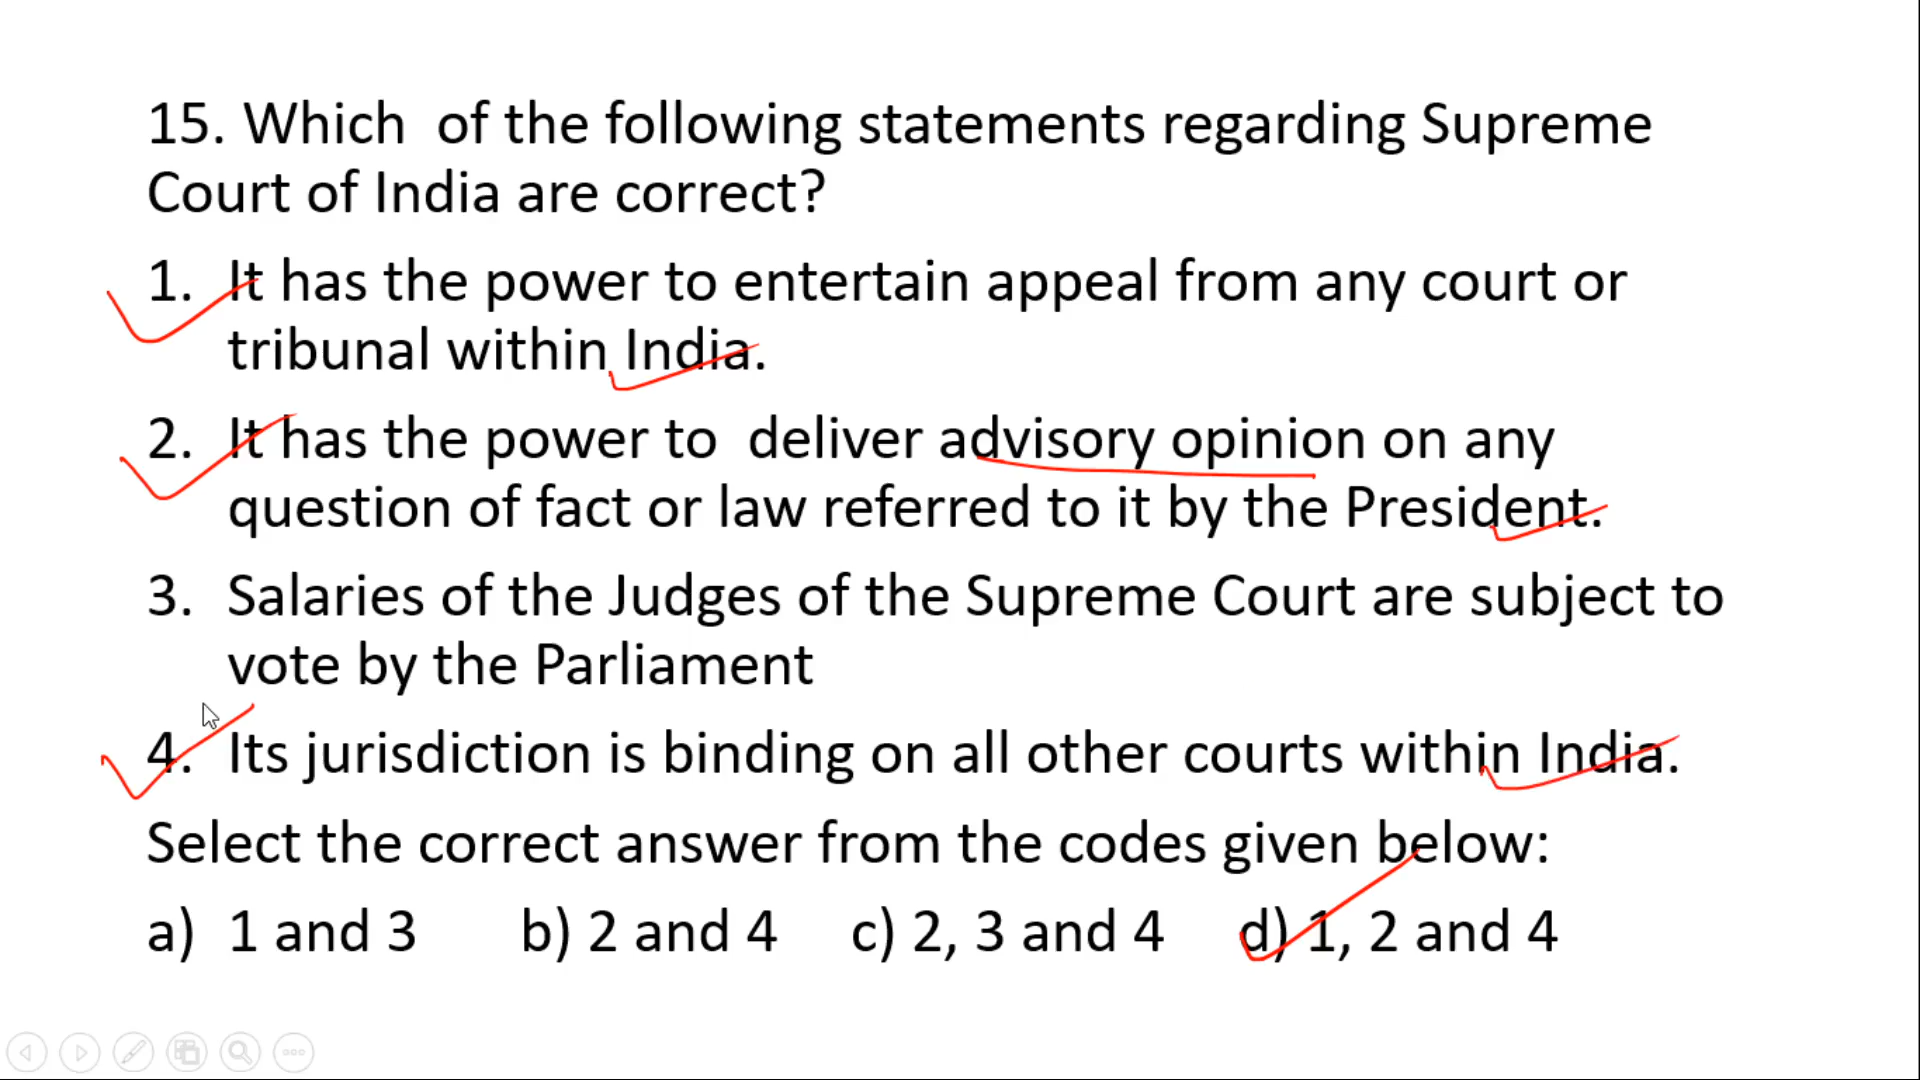 15. Which of the following statements regarding Supreme
Court of India are correct?
1. It has the power to entertain appeal from any court or
tribunal within India.
2. It has the power to deliver advisory opinion on any
question of fact or law referred to it by the President.
3. Salaries of the Judges of the Supreme Court are subject to
vote by the Parliament
4. Its jurisdiction is binding on all other courts within India.
Select the correct answer from the codes given below:
a) 1 and 3 b) 2 and 4 c) 2, 3 and 4 d) 1, 2 and 4